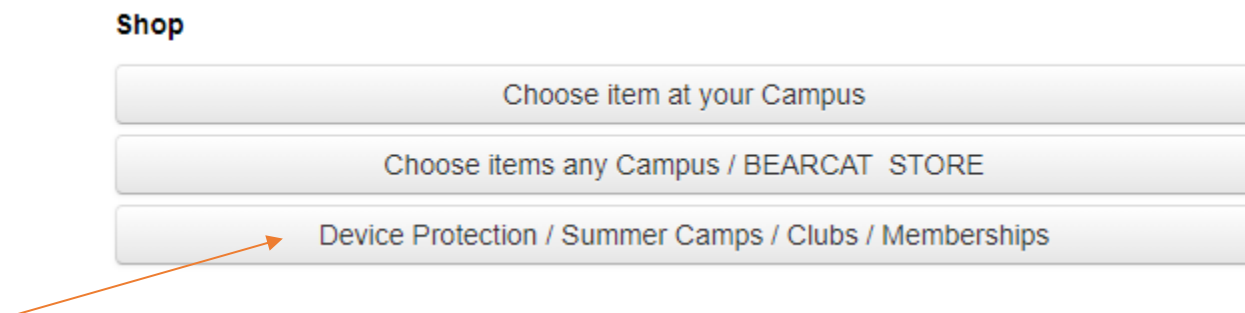 Shop
Choose item at your Campus
Choose items any Campus / BEARCAT  STORE
Device Protection / Summer Camps / Clubs / Memberships